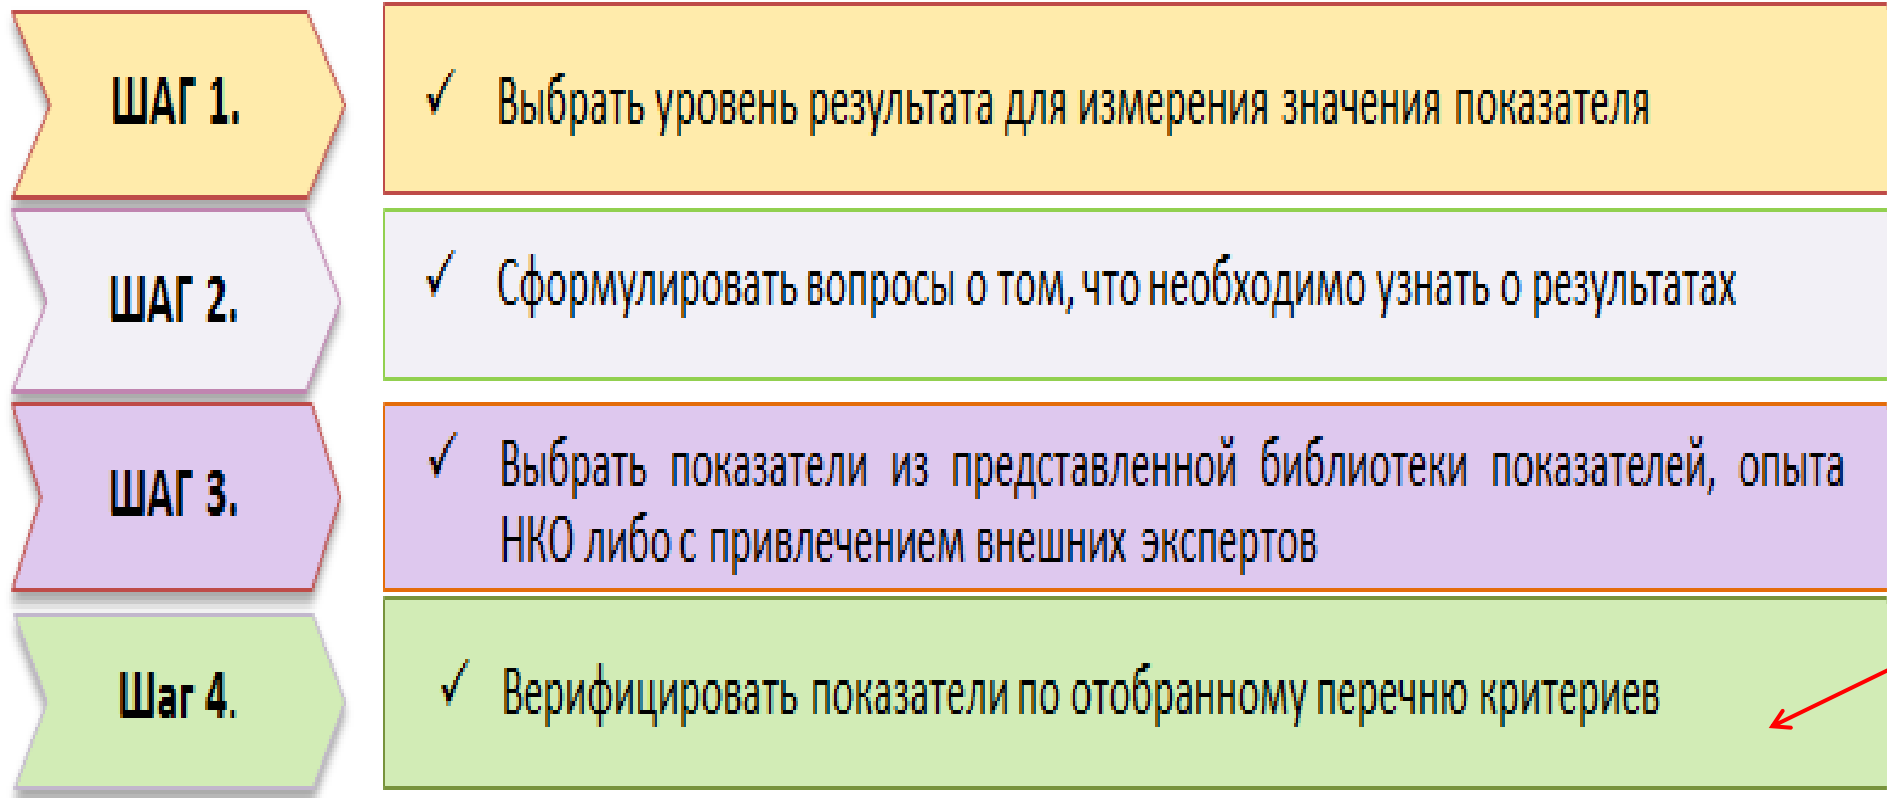 ШАГ 1.
✓ Выбрать уровень результата для измерения значения показателя
ШАГ 2.
✓ Сформулировать вопросы о том, что необходимо узнать о результатах
ШАГ 3.
✓ Выбрать показатели из представленной библиотеки показателей, опыта
НКО либо с привлечением внешних экспертов
Шаг 4.
✓ Верифицировать показатели по отобранному перечню критериев